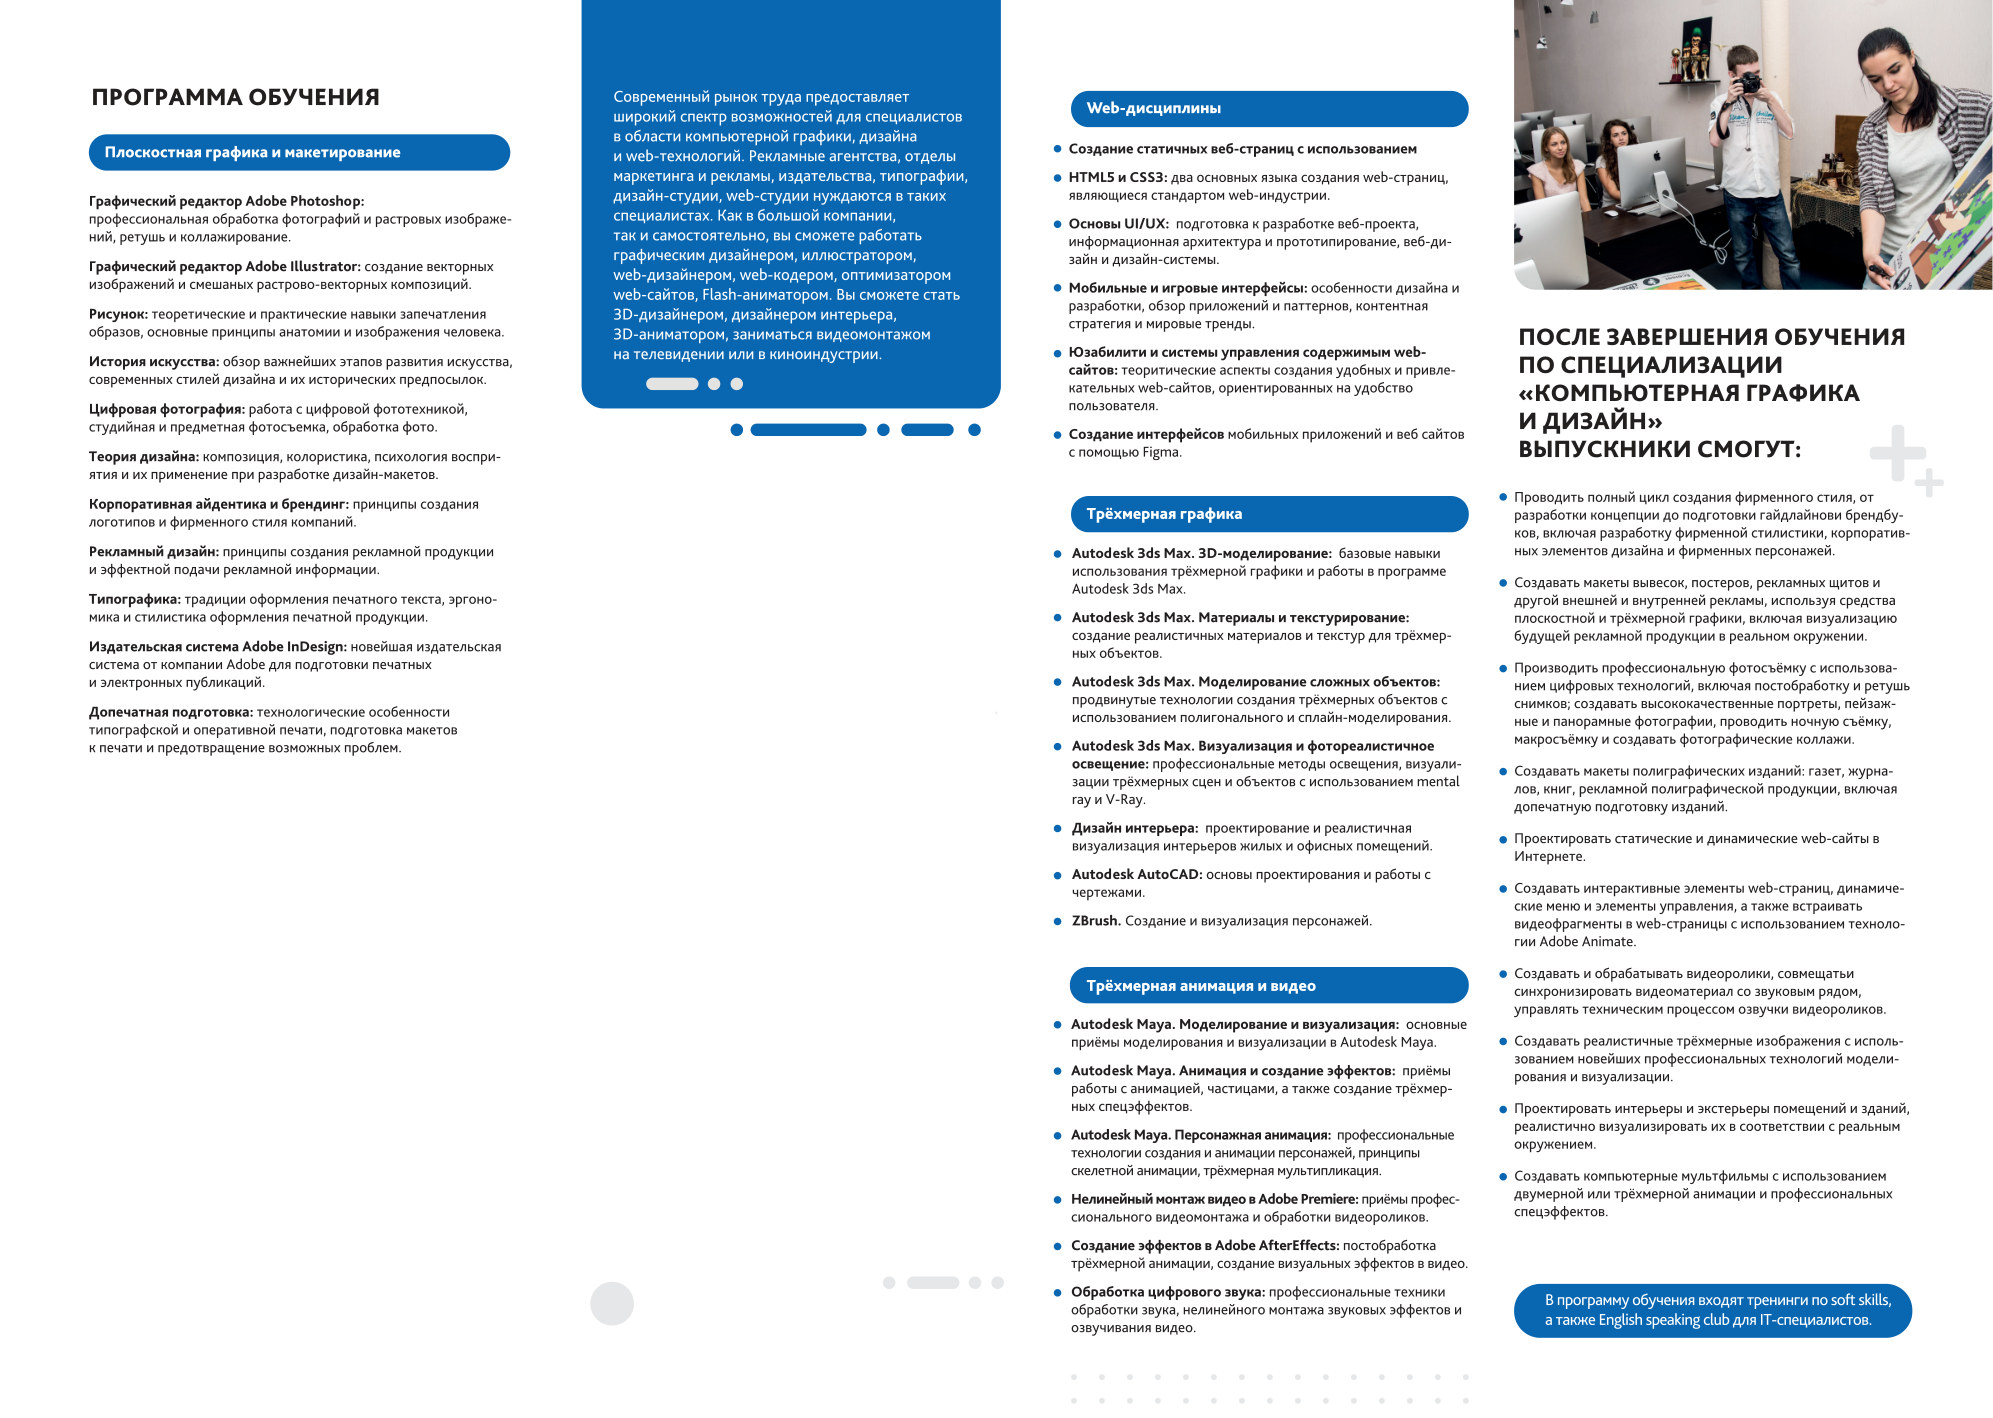 ПРОГРАММА ОБУЧЕНИЯ
Плоскостная графика и макетирование
Графический редактор Adobe Photoshop:
профессиональная обработка фотографий и растровых изображе-
ний, ретушь и коллажирование.
Графический редактор Adobe Illustrator: создание векторных
изображений и смешаных растрово-векторных композиций.
Рисунок: теоретические и практические навыки запечатления
образов, основные принципы анатомии и изображения человека.
История искусства: обзор важнейших этапов развития искусства,
современных стилей дизайна и их исторических предпосылок.
Цифровая фотография: работа с цифровой фототехникой,
студийная и предметная фотосъемка, обработка фото.
Теория дизайна: композиция, колористика, психология воспри-
ятия и их применение при разработке дизайн-макетов.
Корпоративная айдентика и брендинг: принципы создания
логотипов и фирменного стиля компаний.
Рекламный дизайн: принципы создания рекламной продукции
и эффектной подачи рекламной информации.
Типографика: традиции оформления печатного текста, эргоно-
мика и стилистика оформления печатной продукции.
Издательская система Adobe InDesign: новейшая издательская
система от компании Adobe для подготовки печатных
и электронных публикаций.
Допечатная подготовка: технологические особенности
типографской и оперативной печати, подготовка макетов
к печати и предотвращение возможных проблем.
Современный рынок труда предоставляет
широкий спектр возможностей для специалистов
в области компьютерной графики, дизайна
и web-технологий. Рекламные агентства, отделы
маркетинга и рекламы, издательства, типографии,
дизайн-студии, web-студии нуждаются в таких
специалистах. Как в большой компании,
так и самостоятельно, вы сможете работать
графическим дизайнером, иллюстратором,
web-дизайнером, web-кодером, оптимизатором
web-сайтов, Flash-аниматором. Вы сможете стать
3D-дизайнером, дизайнером интерьера,
3D-аниматором, заниматься видеомонтажом
на телевидении или в киноиндустрии.
Web-дисциплины
Создание статичных веб-страниц с использованием
HTML5 и CSS3: два основных языка создания web-страниц,
являющиеся стандартом web-индустрии.
Основы UI/UX: подготовка к разработке веб-проекта,
информационная архитектура и прототипирование, веб-ди-
зайн и дизайн-системы.
Мобильные и игровые интерфейсы: особенности дизайна и
разработки, обзор приложений и паттернов, контентная
стратегия и мировые тренды.
Юзабилити и системы управления содержимым web-
сайтов: теоритические аспекты создания удобных и привле-
кательных web-сайтов, ориентированных на удобство
пользователя.
Создание интерфейсов мобильных приложений и веб сайтов
с помощью Figma.
Трёхмерная графика
Autodesk 3ds Max. 3D-моделирование: базовые навыки
использования трёхмерной графики и работы в программе
Autodesk 3ds Max.
Autodesk 3ds Max. Материалы и текстурирование:
создание реалистичных материалов и текстур для трёхмер-
ных объектов.
Autodesk 3ds Max. Моделирование сложных объектов:
продвинутые технологии создания трёхмерных объектов с
использованием полигонального и сплайн-моделирования.
Autodesk 3ds Max. Визуализация и фотореалистичное
освещение: профессиональные методы освещения, визуали-
зации трёхмерных сцен и объектов с использованием mental
ray и V-Ray.
Дизайн интерьера: проектирование и реалистичная
визуализация интерьеров жилых и офисных помещений.
Autodesk AutoCAD: основы проектирования и работы с
чертежами.
ZBrush. Создание и визуализация персонажей.
Трёхмерная анимация и видео
Autodesk Maya. Моделирование и визуализация: основные
приёмы моделирования и визуализации в Autodesk Maya.
Autodesk Maya. Анимация и создание эффектов: приёмы
работы с анимацией, частицами, а также создание трёхмер-
ных спецэффектов.
Autodesk Maya. Персонажная анимация: профессиональные
технологии создания и анимации персонажей, принципы
скелетной анимации, трёхмерная мультипликация.
Нелинейный монтаж видео в Adobe Premiere: приёмы профес-
сионального видеомонтажа и обработки видеороликов.
Создание эффектов в Adobe AfterEffects: постобработка
трёхмерной анимации, создание визуальных эффектов в видео.
Обработка цифрового звука: профессиональные техники
обработки звука, нелинейного монтажа звуковых эффектов и
озвучивания видео.
ПОСЛЕ ЗАВЕРШЕНИЯ ОБУЧЕНИЯ
ПО СПЕЦИАЛИЗАЦИИ
«КОМПЬЮТЕРНАЯ ГРАФИКА
И ДИЗАЙН»
ВЫПУСКНИКИ СМОГУТ:
Проводить полный цикл создания фирменного стиля, от
разработки концепции до подготовки гайдлайнови брендбу-
ков, включая разработку фирменной стилистики, корпоратив-
ных элементов дизайна и фирменных персонажей.
Создавать макеты вывесок, постеров, рекламных щитов и
другой внешней и внутренней рекламы, используя средства
плоскостной и трёхмерной графики, включая визуализацию
будущей рекламной продукции в реальном окружении.
Производить профессиональную фотосъёмку с использова-
нием цифровых технологий, включая постобработку и ретушь
снимков; создавать высококачественные портреты, пейзаж-
ные и панорамные фотографии, проводить ночную съёмку,
макросъёмку и создавать фотографические коллажи.
Создавать макеты полиграфических изданий: газет, журна-
лов, книг, рекламной полиграфической продукции, включая
допечатную подготовку изданий.
Проектировать статические и динамические web-сайты в
Интернете.
Создавать интерактивные элементы web-страниц, динамиче-
ские меню и элементы управления, а также встраивать
видеофрагменты в web-страницы с использованием техноло-
гии Adobe Animate.
Создавать и обрабатывать видеоролики, совмещатьи
синхронизировать видеоматериал со звуковым рядом,
управлять техническим процессом озвучки видеороликов.
Создавать реалистичные трёхмерные изображения с исполь-
зованием новейших профессиональных технологий модели-
рования и визуализации.
Проектировать интерьеры и экстерьеры помещений и зданий,
реалистично визуализировать их в соответствии с реальным
окружением.
Создавать компьютерные мультфильмы с использованием
двумерной или трёхмерной анимации и профессиональных
спецэффектов.
В программу обучения входят тренинги по soft skills,
а также English speaking club для IT-специалистов.